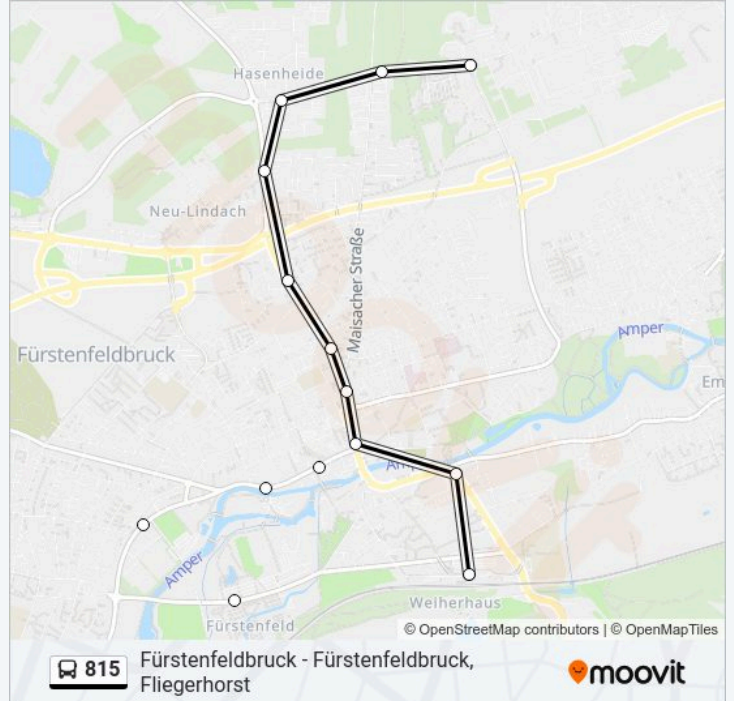 Hasenheide
Neu-Lindach
Maisacher Straße
Amper
Fürstenfeldbruck
Em
Amper
Fürstenfeld
Weiherhaus
© OpenStreetMap contributors | © OpenMapTiles
815
Fürstenfeldbruck - Fürstenfeldbruck,
Fliegerhorst
moovit